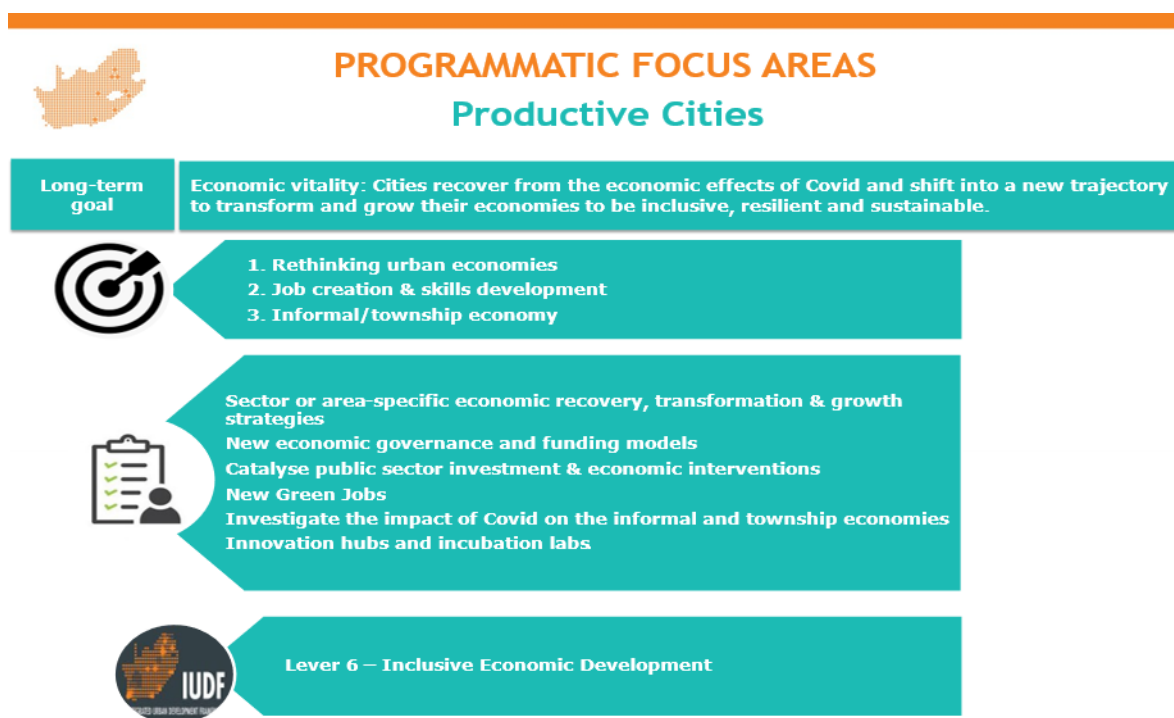 PROGRAMMATIC FOCUS AREAS
Productive Cities
Long-term
goal
Economic vitality: Cities recover from the economic effects of Covid and shift into a new trajectory
to transform and grow their economies to be inclusive, resilient and sustainable.
1. Rethinking urban economies
2. Job creation & skills development
3. Informal/township economy
Sector or area-specific economic recovery, transformation & growth
strategies
New economic governance and funding models
Catalyse public sector investment & economic interventions
New Green Jobs
Investigate the impact of Covid on the informal and township economies
Innovation hubs and incubation labs
IUDF
URBAN DEVELOPMENT
Lever 6 – Inclusive Economic Development